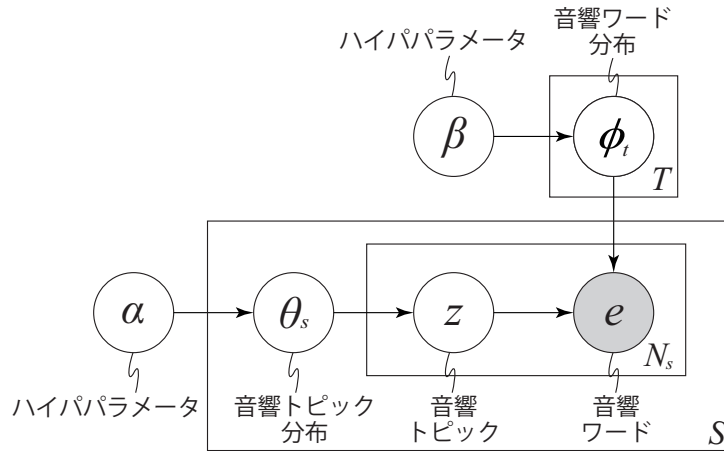 音響ワード
分布
ハイパパラメータ
β
ϕt
T
α
θs
z
e
Ns
ハイパパラメータ
音響トピック
分布
音響
トピック
音響
ワード
S